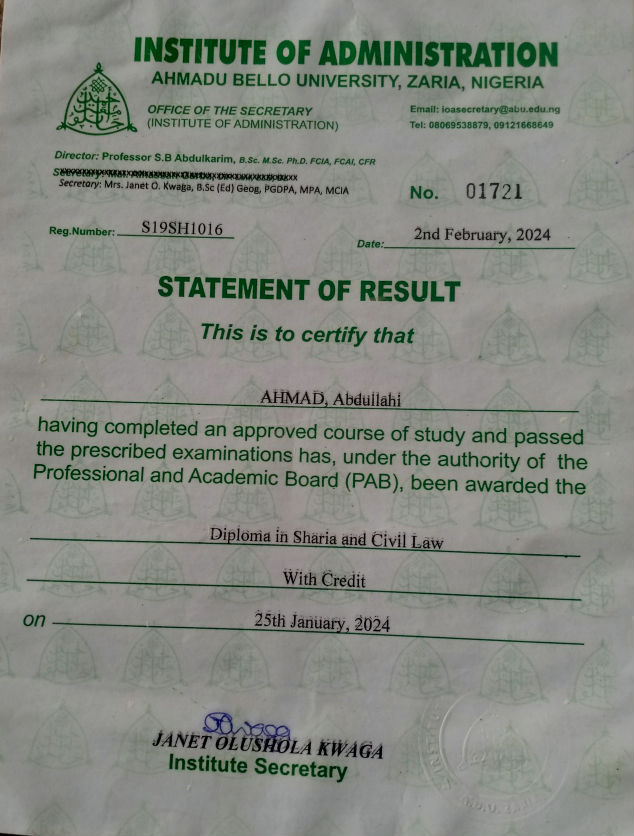 INSTITUTE OF ADMINISTRATION
AHMADU BELLO UNIVERSITY, ZARIA, NIGERIA
OFFICE OF THE SECRETARY
(INSTITUTE OF ADMINISTRATION)
Email: ioasecretary@abu.edu.ng
Tel: 08069538879, 09121668649
Director: Professor S.B Abdulkarim, B.Sc. M.Sc. Ph.D. FCIA, FCAI, CFR
Secretary:
Secretary: Mrs. Janet O. Kwaga, B.Sc (Ed) Geog, PGDPA, MPA, MCIA
No. 01721
Reg.Number: S19SH1016
Date: 2nd February, 2024
STATEMENT OF RESULT
This is to certify that
AHMAD, Abdullahi
having completed an approved course of study and passed
the prescribed examinations has, under the authority of the
Professional and Academic Board (PAB), been awarded the
Diploma in Sharia and Civil Law
With Credit
on 25th January, 2024
JANET OLUSHOLA KWAGA
Institute Secretary